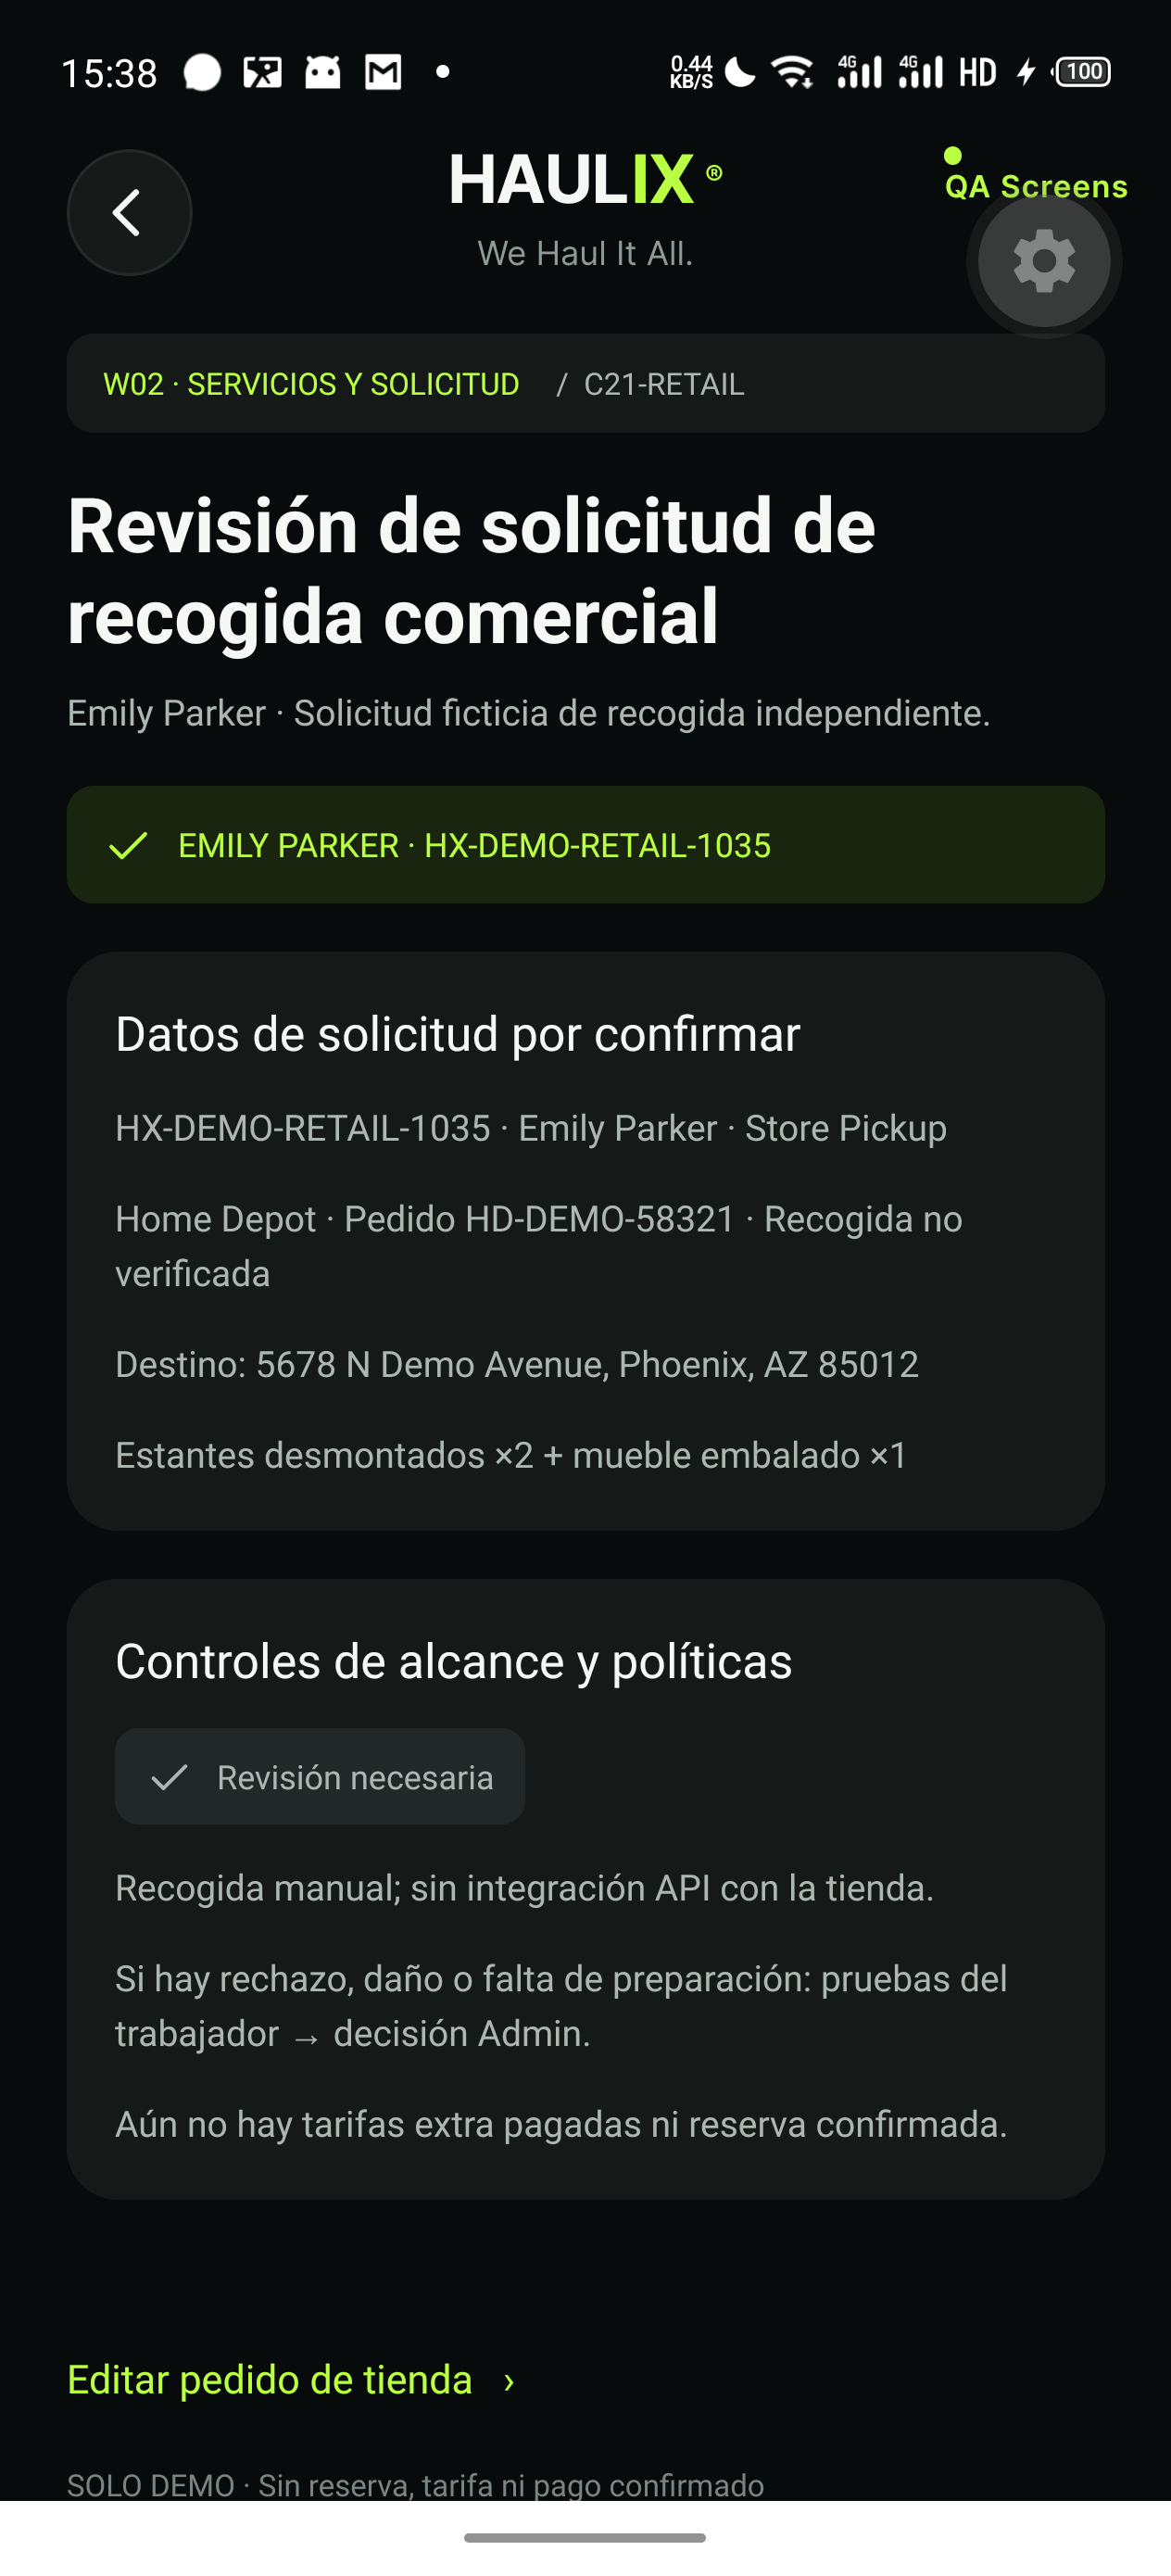 15:38
0.44
KB/S
4G
4G
HD
100
HAULIX®
We Haul It All.
QA Screens
W02 · SERVICIOS Y SOLICITUD / C21-RETAIL
Revisión de solicitud de
recogida comercial
Emily Parker · Solicitud ficticia de recogida independiente.
EMILY PARKER · HX-DEMO-RETAIL-1035
Datos de solicitud por confirmar
HX-DEMO-RETAIL-1035 · Emily Parker · Store Pickup
Home Depot · Pedido HD-DEMO-58321 · Recogida no
verificada
Destino: 5678 N Demo Avenue, Phoenix, AZ 85012
Estantes desmontados ×2 + mueble embalado ×1
Controles de alcance y políticas
Revisión necesaria
Recogida manual; sin integración API con la tienda.
Si hay rechazo, daño o falta de preparación: pruebas del
trabajador → decisión Admin.
Aún no hay tarifas extra pagadas ni reserva confirmada.
Editar pedido de tienda ›
SOLO DEMO · Sin reserva, tarifa ni pago confirmado